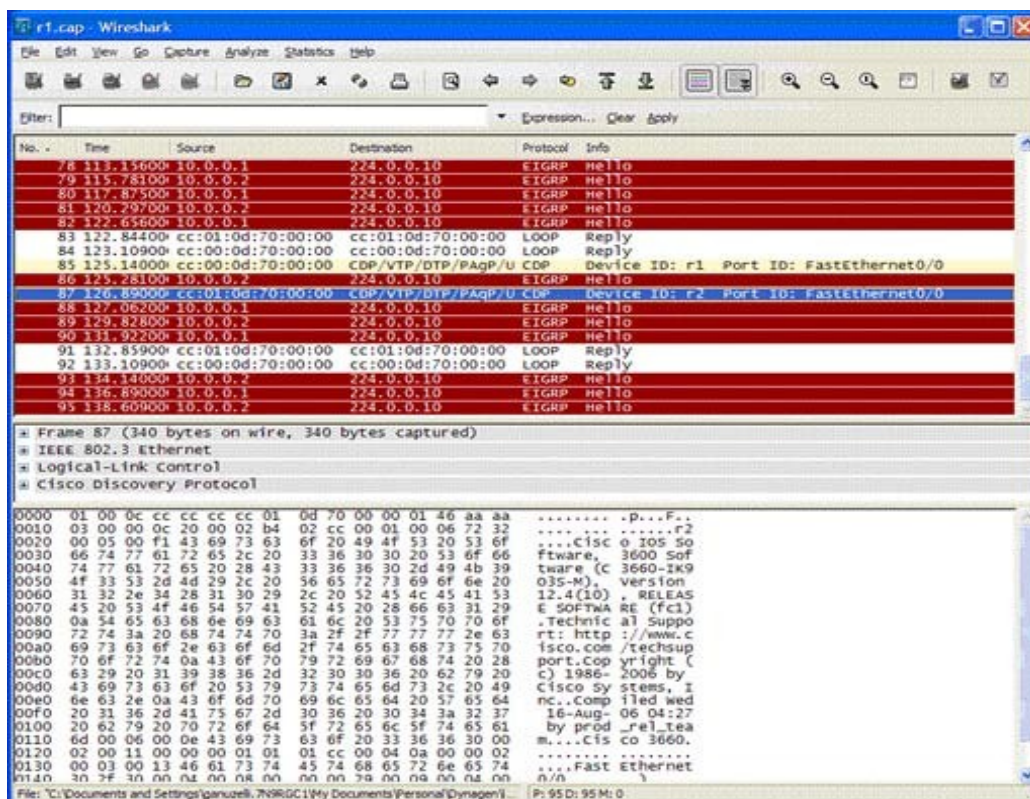 r1.cap - Wireshark
File Edit View Go Capture Analyze Statistics Help
Filter: Expression... Clear Apply
No. . Time Source Destination Protocol Info
78 113.15600 10.0.0.1 224.0.0.10 EIGRP Hello
79 115.78100 10.0.0.2 224.0.0.10 EIGRP Hello
80 117.87500 10.0.0.1 224.0.0.10 EIGRP Hello
81 120.29700 10.0.0.2 224.0.0.10 EIGRP Hello
82 122.65600 10.0.0.1 224.0.0.10 EIGRP Hello
83 122.84400 cc:01:0d:70:00:00 cc:01:0d:70:00:00 LOOP Reply
84 123.10900 cc:00:0d:70:00:00 cc:00:0d:70:00:00 LOOP Reply
85 125.14000 cc:00:0d:70:00:00 CDP/VTP/DTP/PAgP/U CDP Device ID: r1 Port ID: FastEthernet0/0
86 125.28100 10.0.0.2 224.0.0.10 EIGRP Hello
87 126.89000 cc:01:0d:70:00:00 CDP/VTP/DTP/PAgP/U CDP Device ID: r2 Port ID: FastEthernet0/0
88 127.06200 10.0.0.1 224.0.0.10 EIGRP Hello
89 129.82800 10.0.0.2 224.0.0.10 EIGRP Hello
90 131.92200 10.0.0.1 224.0.0.10 EIGRP Hello
91 132.85900 cc:01:0d:70:00:00 cc:01:0d:70:00:00 LOOP Reply
92 133.10900 cc:00:0d:70:00:00 cc:00:0d:70:00:00 LOOP Reply
93 134.14000 10.0.0.2 224.0.0.10 EIGRP Hello
94 136.89000 10.0.0.1 224.0.0.10 EIGRP Hello
95 138.60900 10.0.0.2 224.0.0.10 EIGRP Hello
Frame 87 (340 bytes on wire, 340 bytes captured)
IEEE 802.3 Ethernet
Logical-Link Control
Cisco Discovery Protocol
0000 01 00 0c cc cc cc cc 01 0d 70 00 00 01 46 aa aa ........ .p...F..
0010 03 00 00 0c 20 00 02 b4 02 cc 00 01 00 06 72 32 .... ... ......r2
0020 00 05 00 f1 43 69 73 63 6f 20 49 4f 53 20 53 6f ....Cisc o IOS So
0030 66 74 77 61 72 65 2c 20 33 36 30 30 20 53 6f 66 ftware, 3600 Sof
0040 74 77 61 72 65 20 28 43 33 36 36 30 2d 49 4b 39 tware (C 3660-IK9
0050 4f 33 53 2d 4d 29 2c 20 56 65 72 73 69 6f 6e 20 O3S-M), Version
0060 31 32 2e 34 28 31 30 29 2c 20 52 45 4c 45 41 53 12.4(10) , RELEAS
0070 45 20 53 4f 46 54 57 41 52 45 20 28 66 63 31 29 E SOFTWA RE (fc1)
0080 0a 54 65 63 68 6e 69 63 61 6c 20 53 75 70 70 6f .Technic al Suppo
0090 72 74 3a 20 68 74 74 70 3a 2f 2f 77 77 77 2e 63 rt: http ://www.c
00a0 69 73 63 6f 2e 63 6f 6d 2f 74 65 63 68 73 75 70 isco.com /techsup
00b0 70 6f 72 74 0a 43 6f 70 79 72 69 67 68 74 20 28 port.Cop yright (
00c0 63 29 20 31 39 38 36 2d 32 30 30 36 20 62 79 20 c) 1986- 2006 by
00d0 43 69 73 63 6f 20 53 79 73 74 65 6d 73 2c 20 49 Cisco Sy stems, I
00e0 6e 63 2e 0a 43 6f 6d 70 69 6c 65 64 20 57 65 64 nc..Comp iled Wed
00f0 20 31 36 2d 41 75 67 2d 30 36 20 30 34 3a 32 37 16-Aug- 06 04:27
0100 20 62 79 20 70 72 6f 64 5f 72 65 6c 5f 74 65 61 by prod _rel_tea
0110 6d 00 06 00 0e 43 69 73 63 6f 20 33 36 36 30 00 m....Cis co 3660.
0120 02 00 11 00 00 00 01 01 01 cc 00 04 0a 00 00 02 ........ ........
0130 00 03 00 13 46 61 73 74 45 74 68 65 72 6e 65 74 ....Fast Ethernet
0140 30 2f 30 00 04 00 08 00 00 00 29 00 09 00 04 00 0/0..... ..).....
File: "C:\Documents and Settings\ganuzelli.7N9RGC1\My Documents\Personal\Dynagen\l... P: 95 D: 95 M: 0